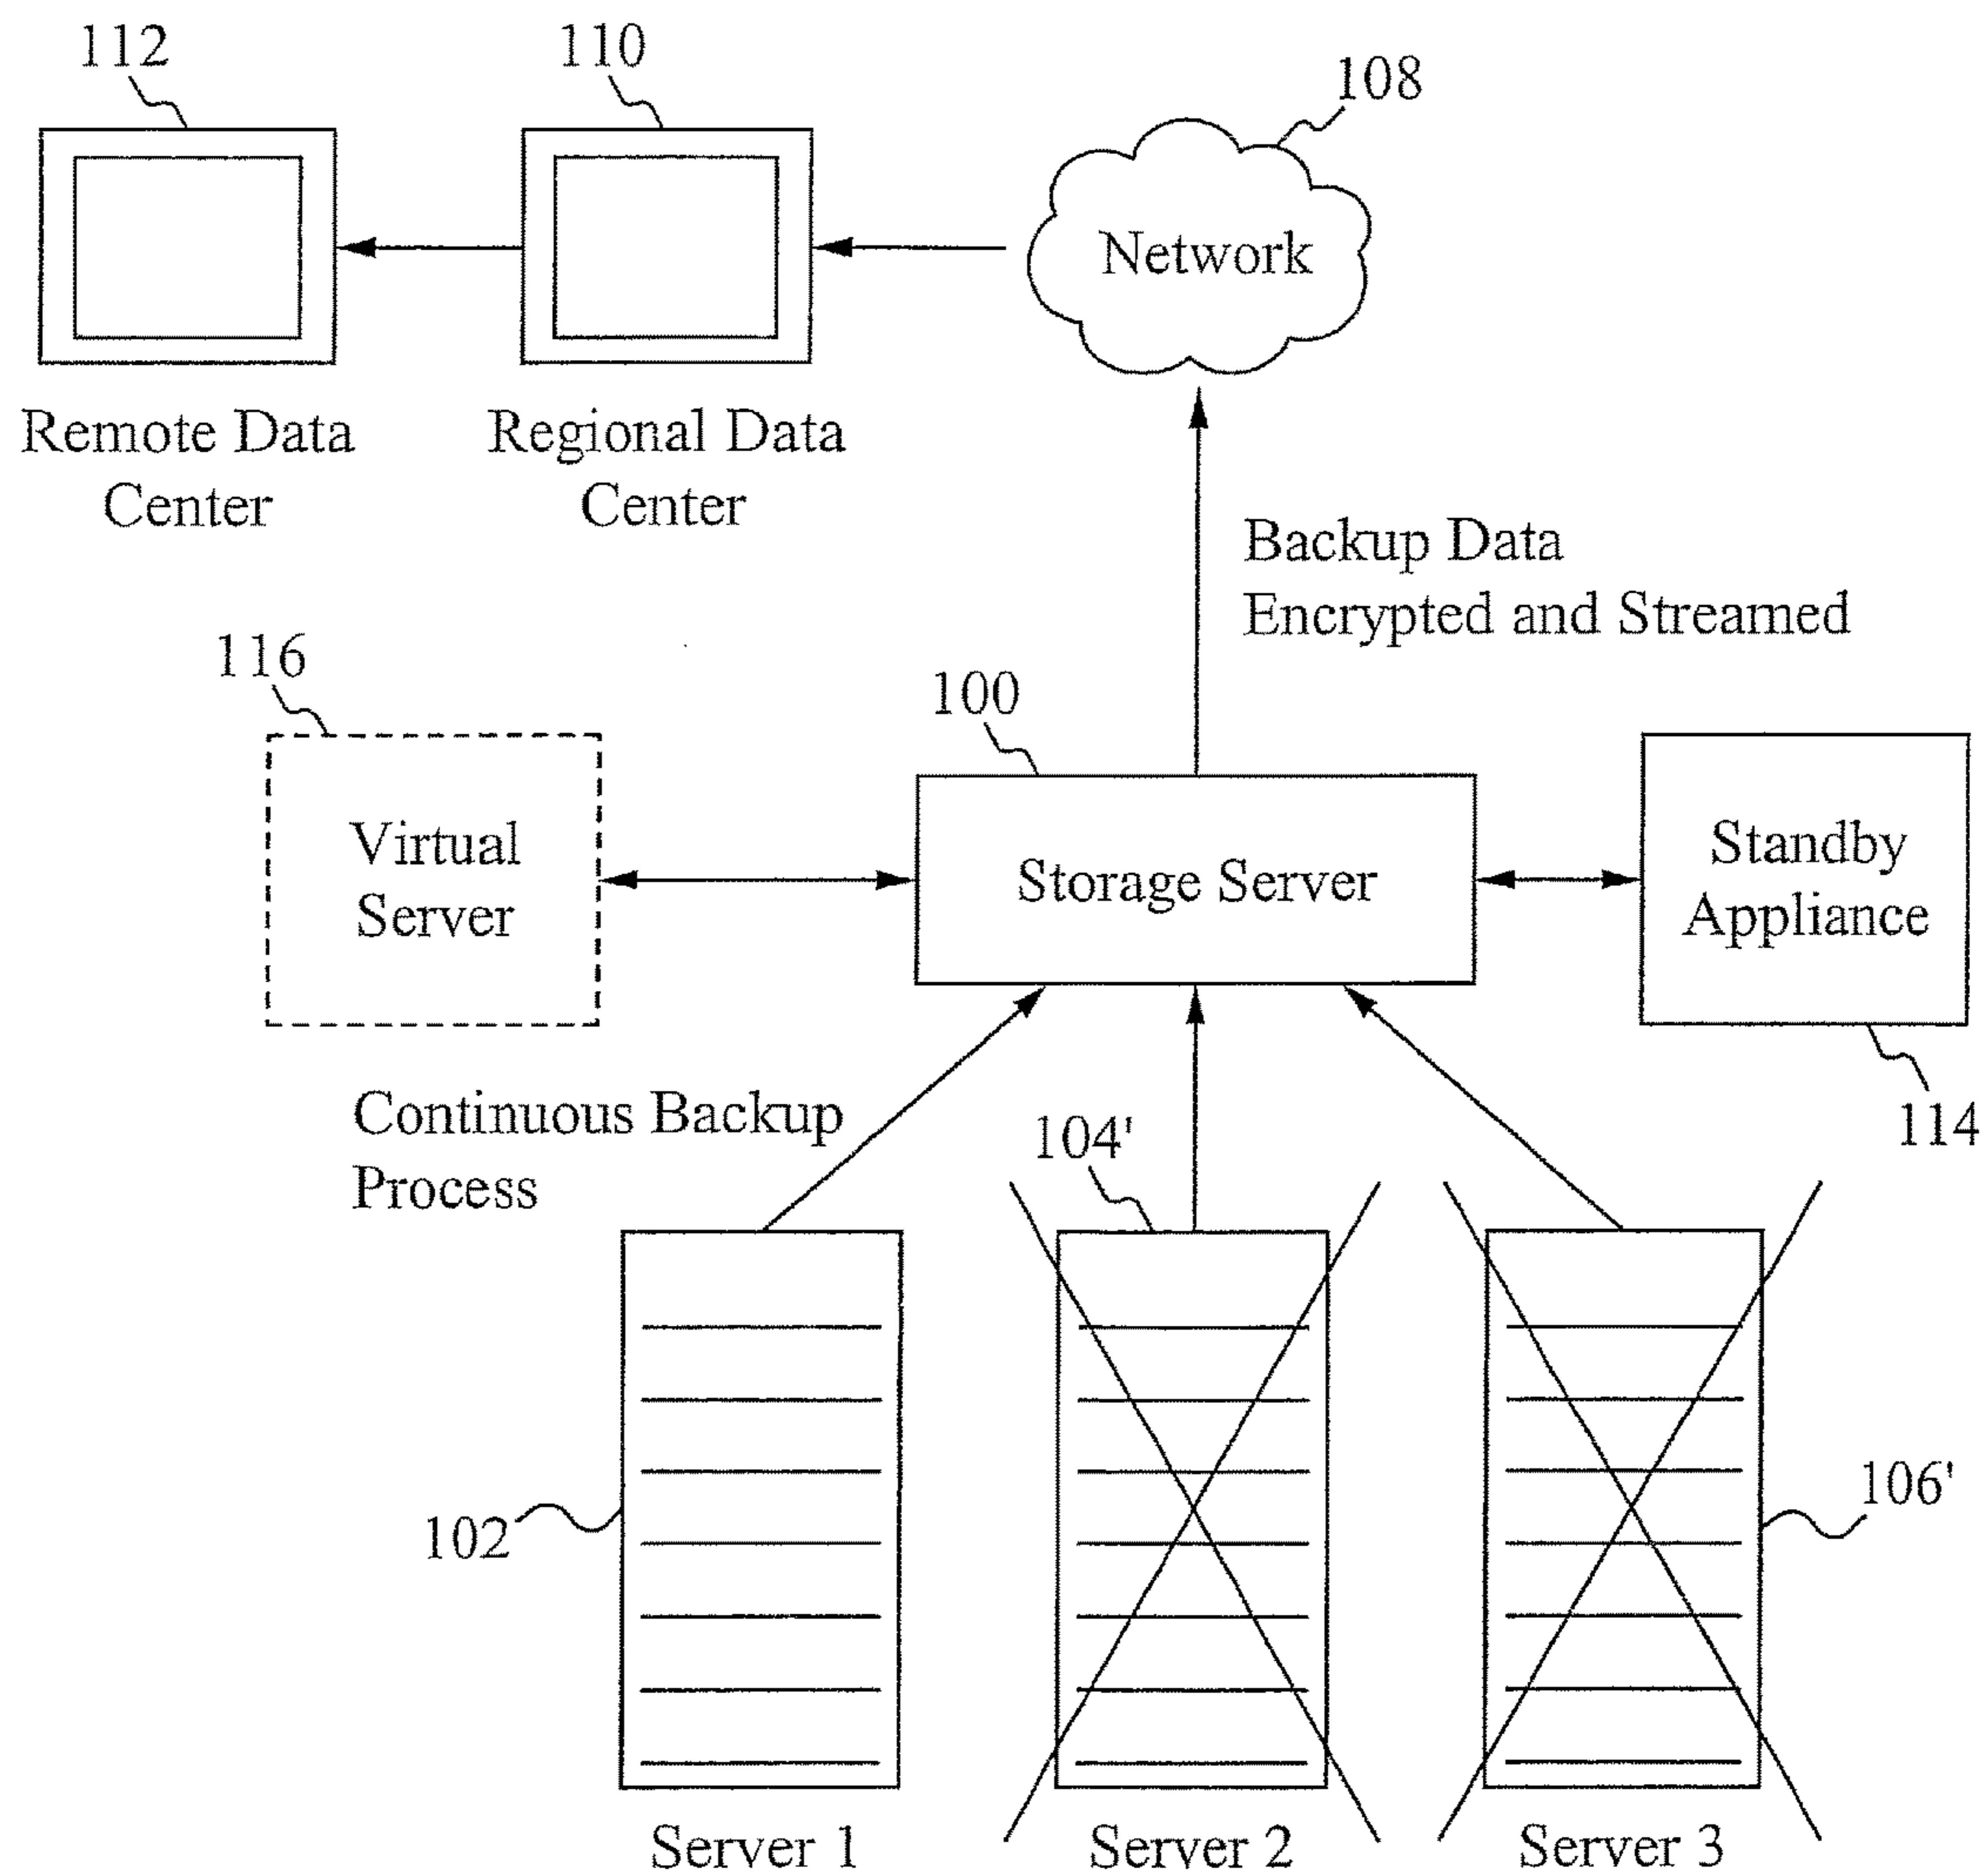 112
110
108
Network
Remote Data
Center
Regional Data
Center
Backup Data
Encrypted and Streamed
116
100
Virtual
Server
Storage Server
Standby
Appliance
114
Continuous Backup
Process
104'
102
106'
Server 1
Server 2
Server 3